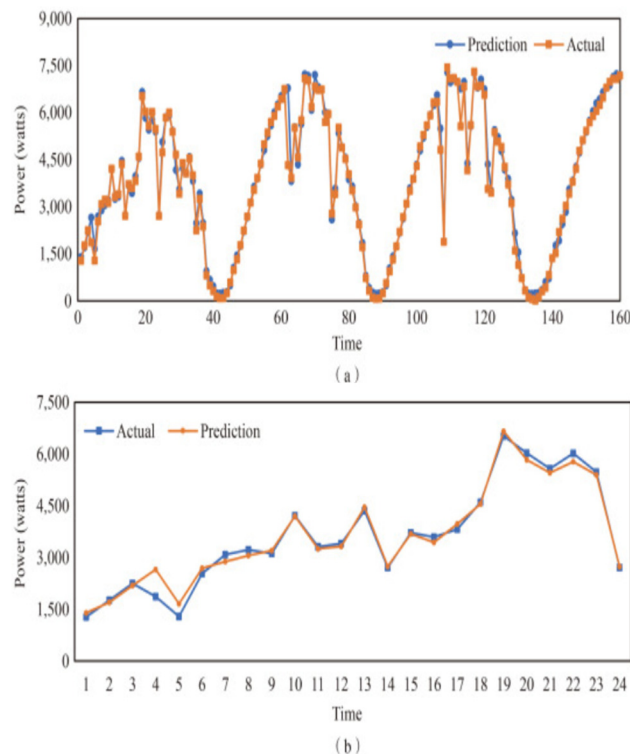 9,000
Prediction Actual
7,500
6,000
4,500
3,000
1,500
0
Power (watts)
0 20 40 60 80 100 120 140 160
Time
(a)
7,500
Actual Prediction
6,000
4,500
3,000
1,500
0
Power (watts)
1 2 3 4 5 6 7 8 9 10 11 12 13 14 15 16 17 18 19 20 21 22 23 24
Time
(b)